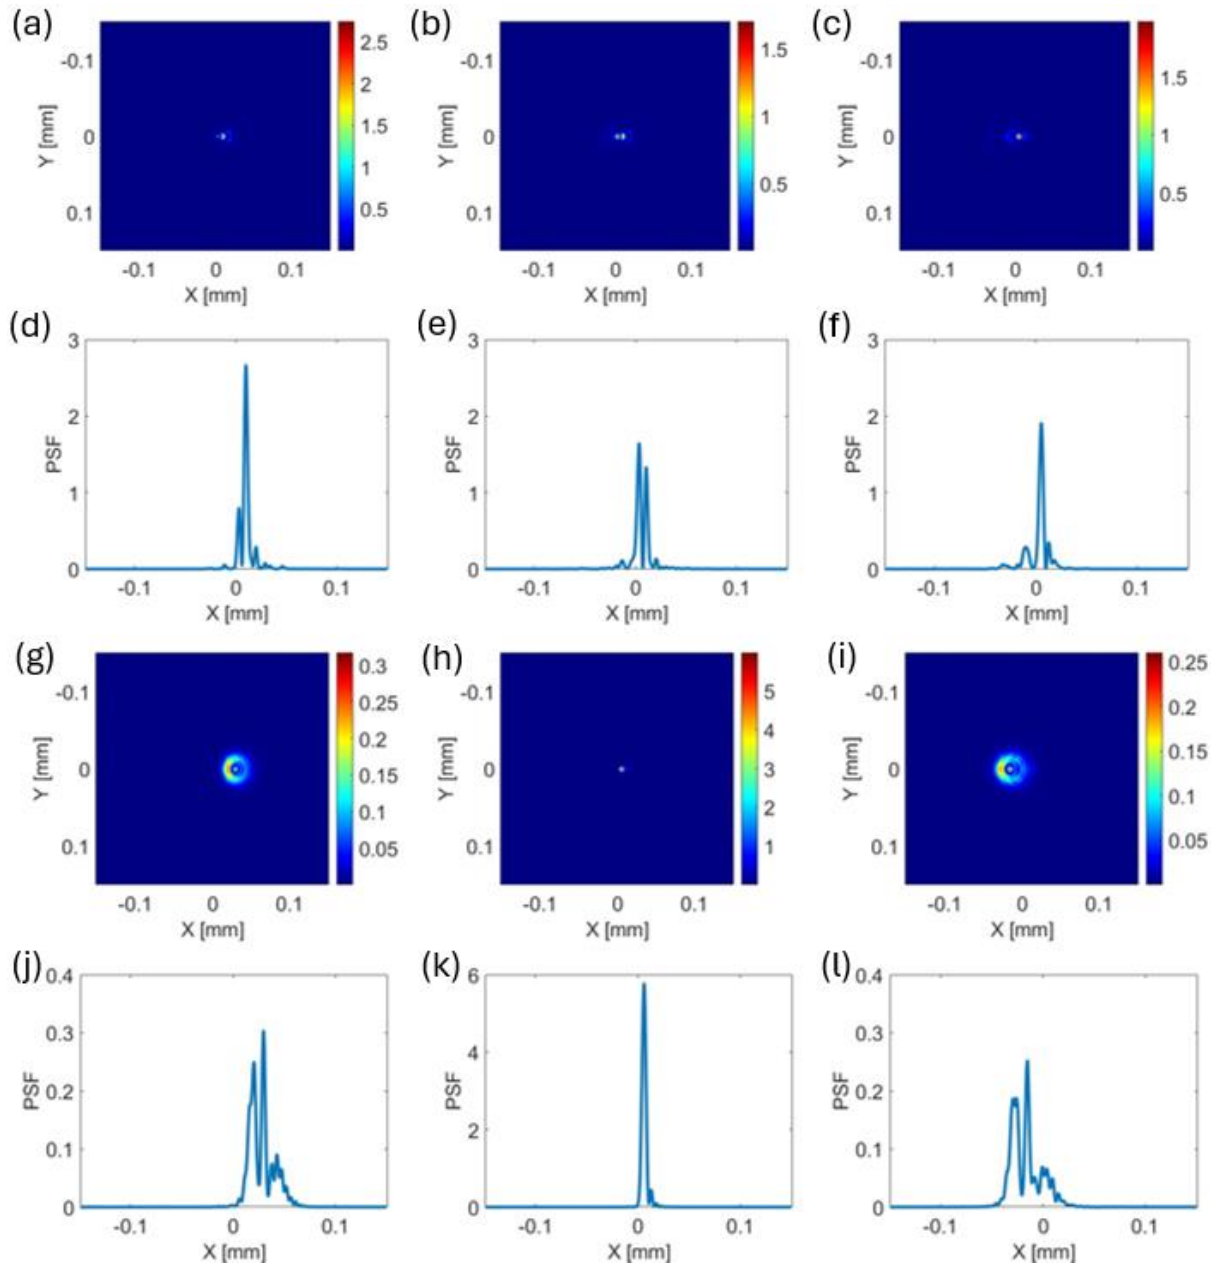 (a) (b) (c)
-0.1 0 0.1 Y [mm] -0.1 0 0.1 X [mm] 2.5 2 1.5 1 0.5
-0.1 0 0.1 Y [mm] -0.1 0 0.1 X [mm] 1.5 1 0.5
-0.1 0 0.1 Y [mm] -0.1 0 0.1 X [mm] 1.5 1 0.5
(d) (e) (f)
3 2 1 0 PSF -0.1 0 0.1 X [mm]
3 2 1 0 PSF -0.1 0 0.1 X [mm]
3 2 1 0 PSF -0.1 0 0.1 X [mm]
(g) (h) (i)
-0.1 0 0.1 Y [mm] -0.1 0 0.1 X [mm] 0.3 0.25 0.2 0.15 0.1 0.05
-0.1 0 0.1 Y [mm] -0.1 0 0.1 X [mm] 5 4 3 2 1
-0.1 0 0.1 Y [mm] -0.1 0 0.1 X [mm] 0.25 0.2 0.15 0.1 0.05
(j) (k) (l)
0.4 0.3 0.2 0.1 0 PSF -0.1 0 0.1 X [mm]
6 4 2 0 PSF -0.1 0 0.1 X [mm]
0.4 0.3 0.2 0.1 0 PSF -0.1 0 0.1 X [mm]